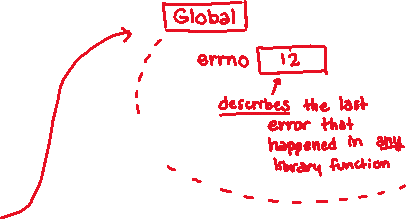 Global
errno 12
describes the last
error that
happened in any
library function